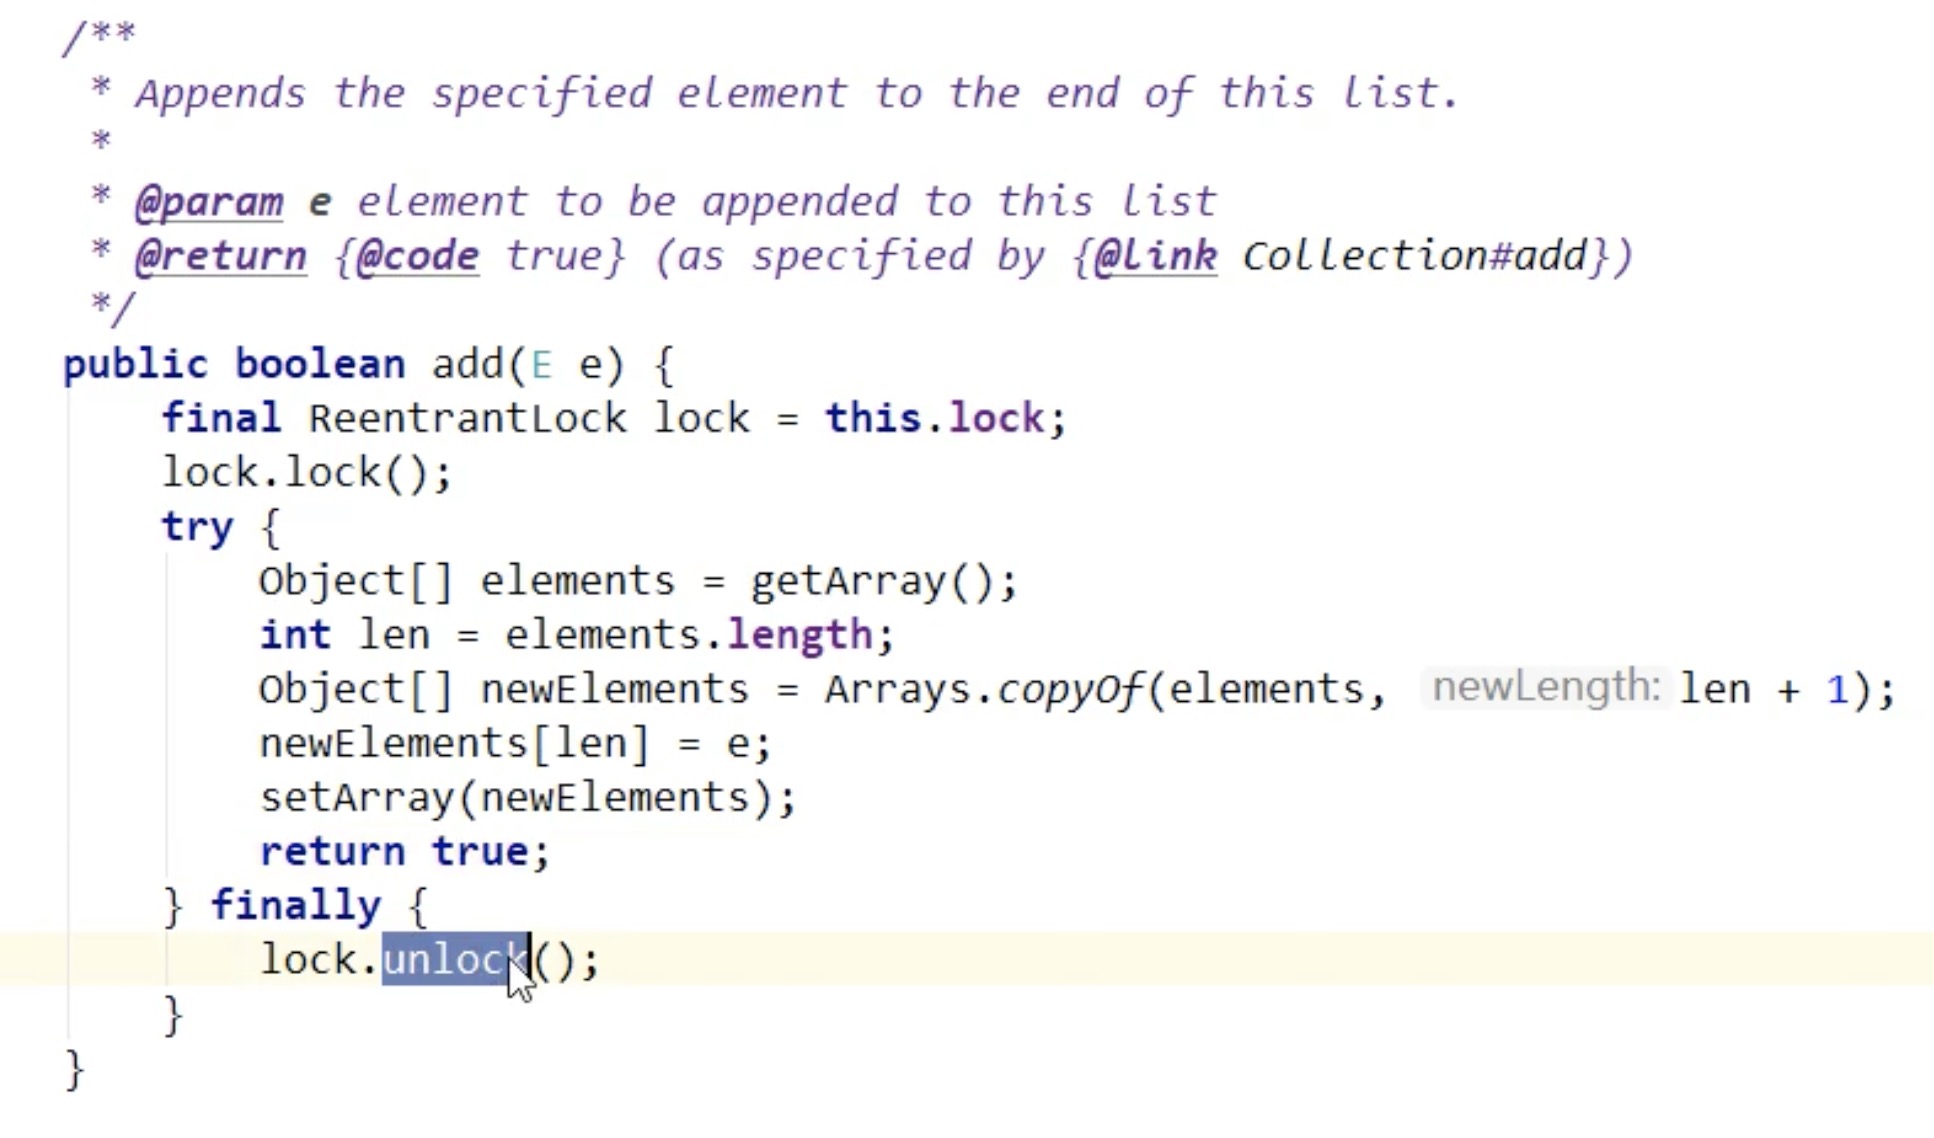 /**
 * Appends the specified element to the end of this list.
 *
 * @param e element to be appended to this list
 * @return {@code true} (as specified by {@link Collection#add})
 */
public boolean add(E e) {
    final ReentrantLock lock = this.lock;
    lock.lock();
    try {
        Object[] elements = getArray();
        int len = elements.length;
        Object[] newElements = Arrays.copyOf(elements, newLength: len + 1);
        newElements[len] = e;
        setArray(newElements);
        return true;
    } finally {
        lock.unlock();
    }
}